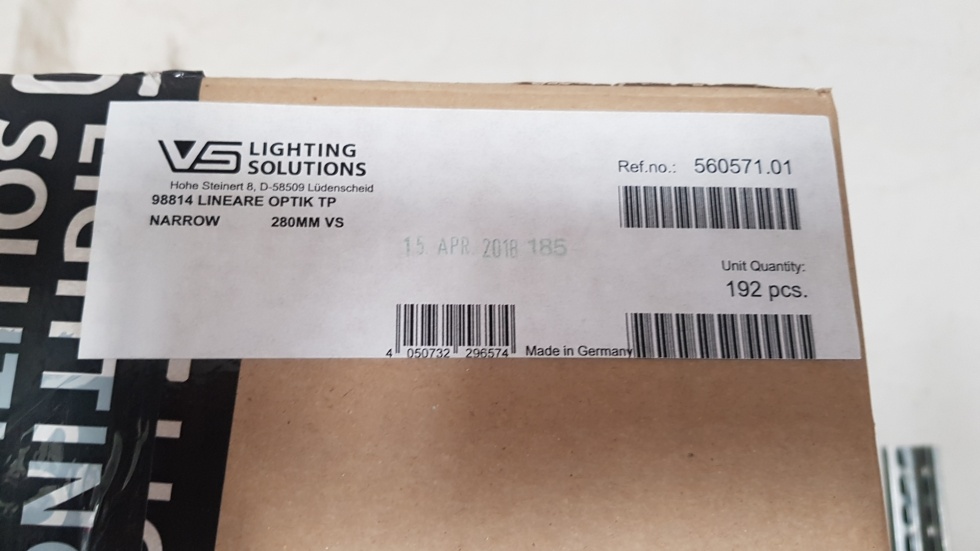 VS LIGHTING
SOLUTIONS
Hohe Steinert 8, D-58509 Lüdenscheid
98814 LINEARE OPTIK TP
NARROW 280MM VS
Ref.no.: 560571.01
15 APR. 2018 185
Unit Quantity:
192 pcs.
4 050732 296574
Made in Germany